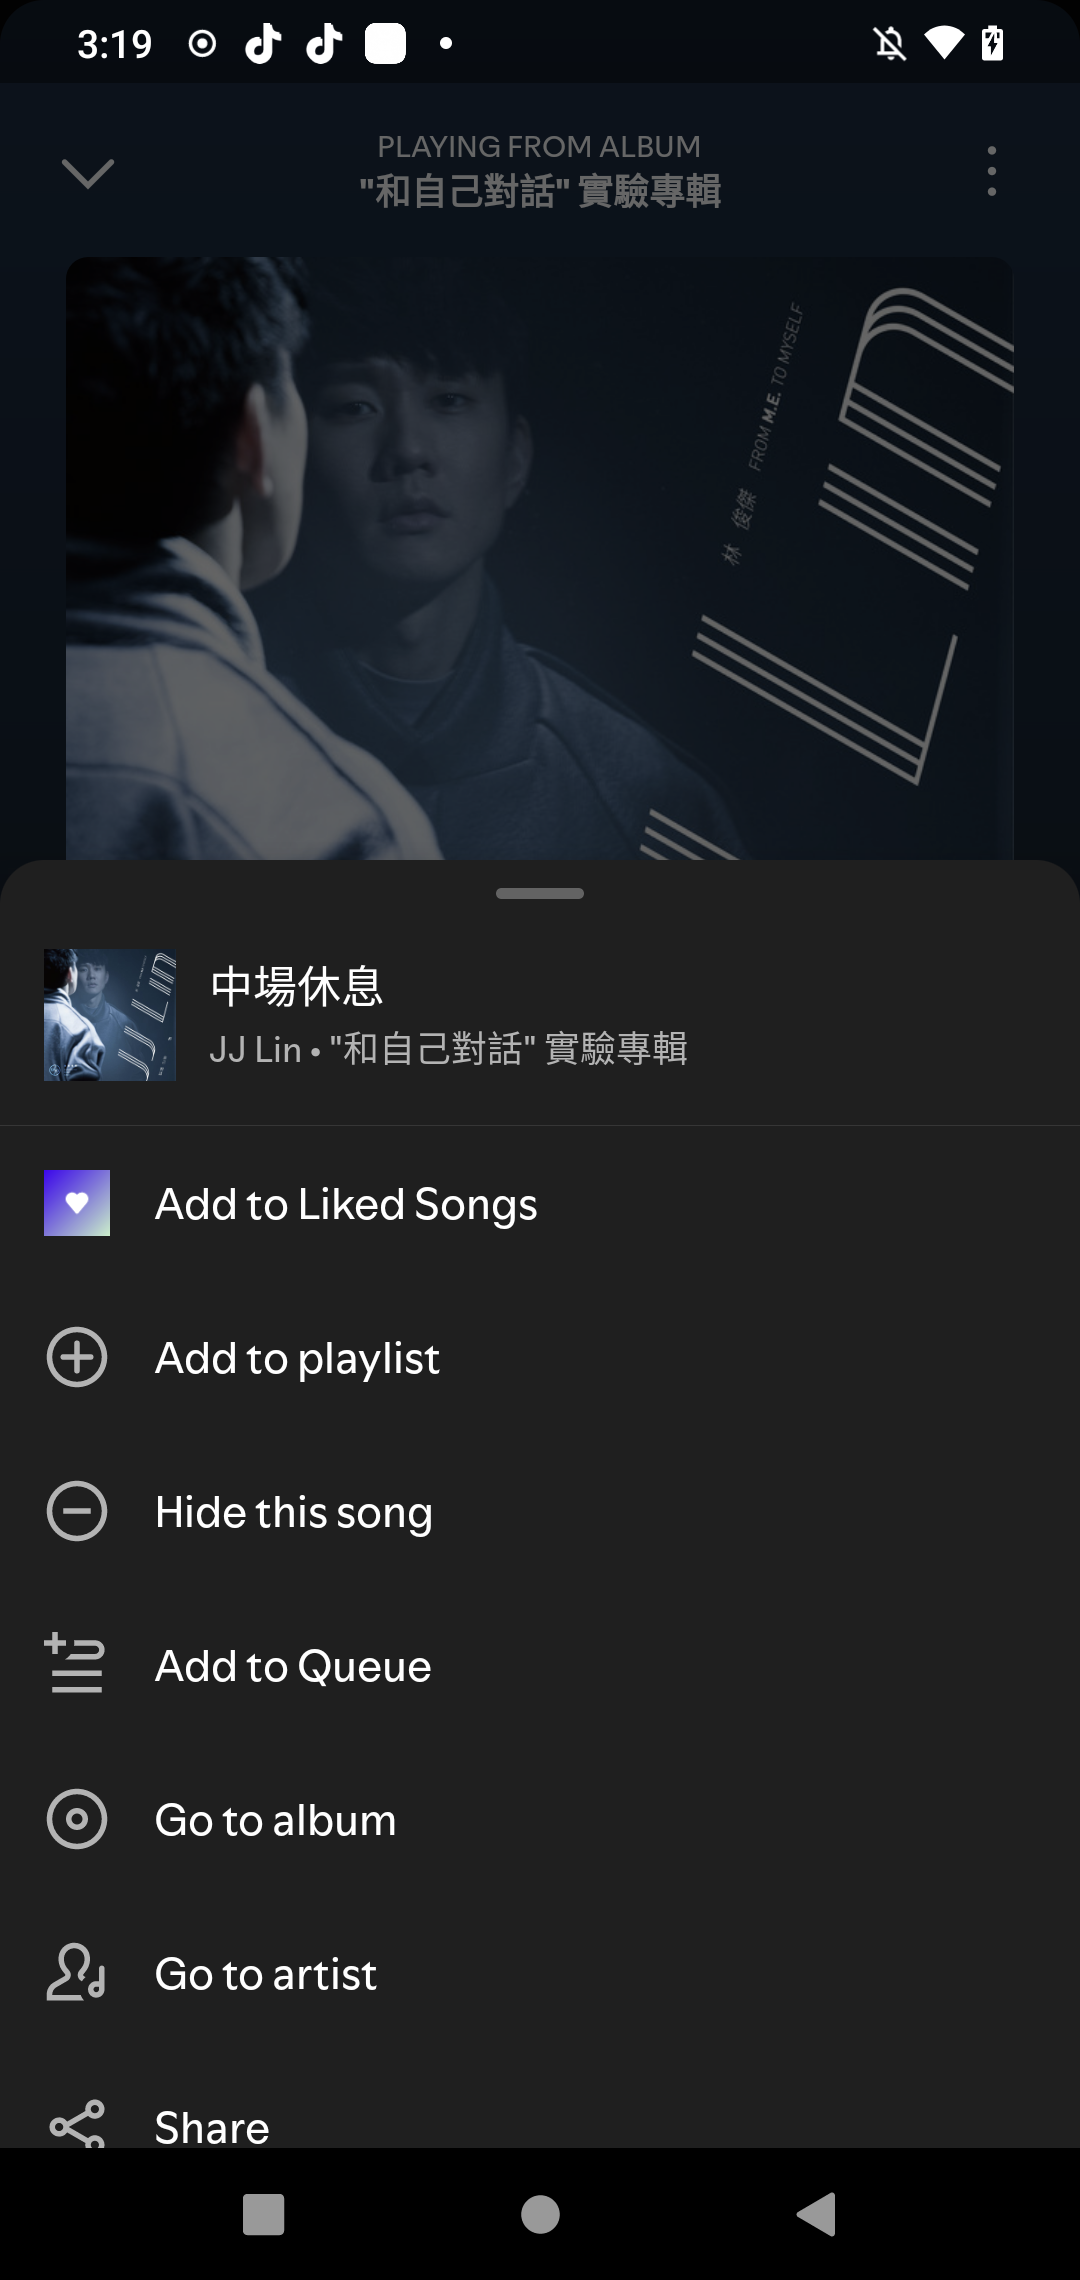 3:19
PLAYING FROM ALBUM
"和自己對話" 實驗專輯
林 俊傑 FROM M.E. TO MYSELF
中場休息
JJ Lin • "和自己對話" 實驗專輯
Add to Liked Songs
Add to playlist
Hide this song
Add to Queue
Go to album
Go to artist
Share